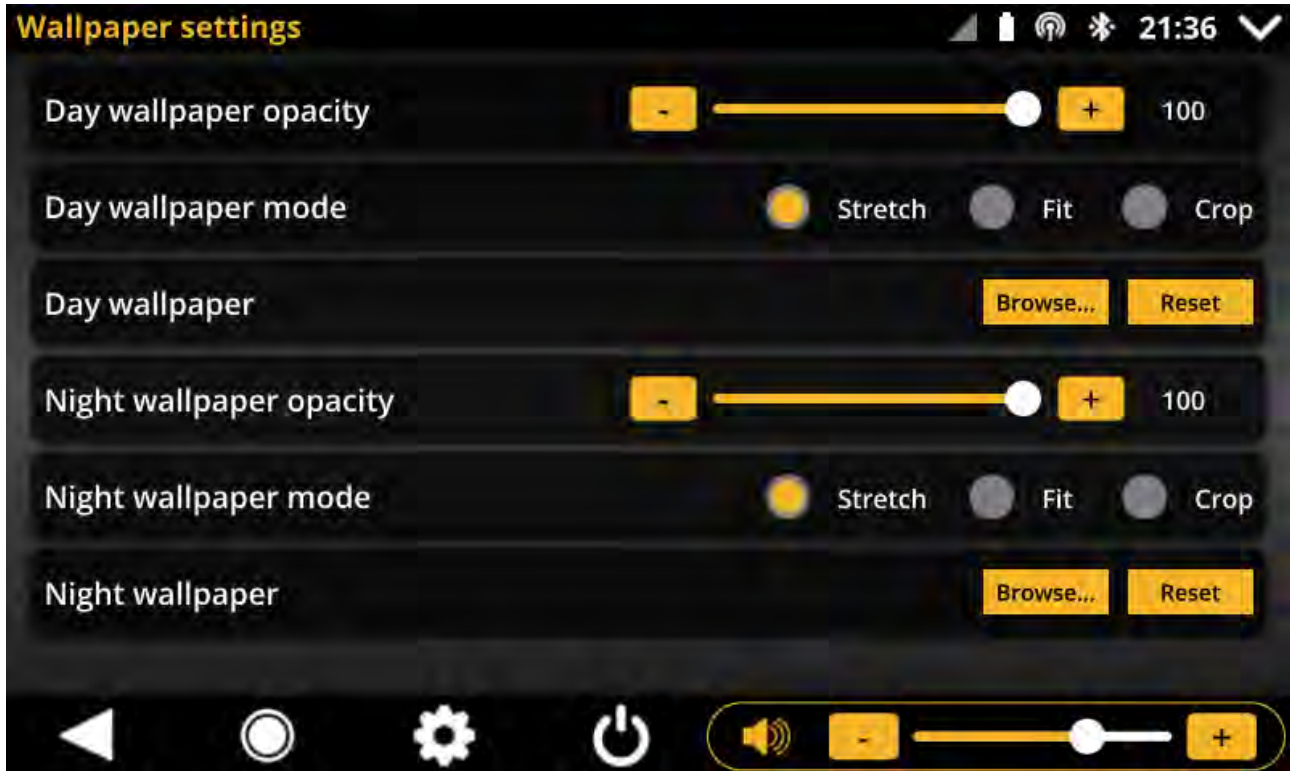 Wallpaper settings 21:36
Day wallpaper opacity - + 100
Day wallpaper mode Stretch Fit Crop
Day wallpaper Browse... Reset
Night wallpaper opacity - + 100
Night wallpaper mode Stretch Fit Crop
Night wallpaper Browse... Reset
- +